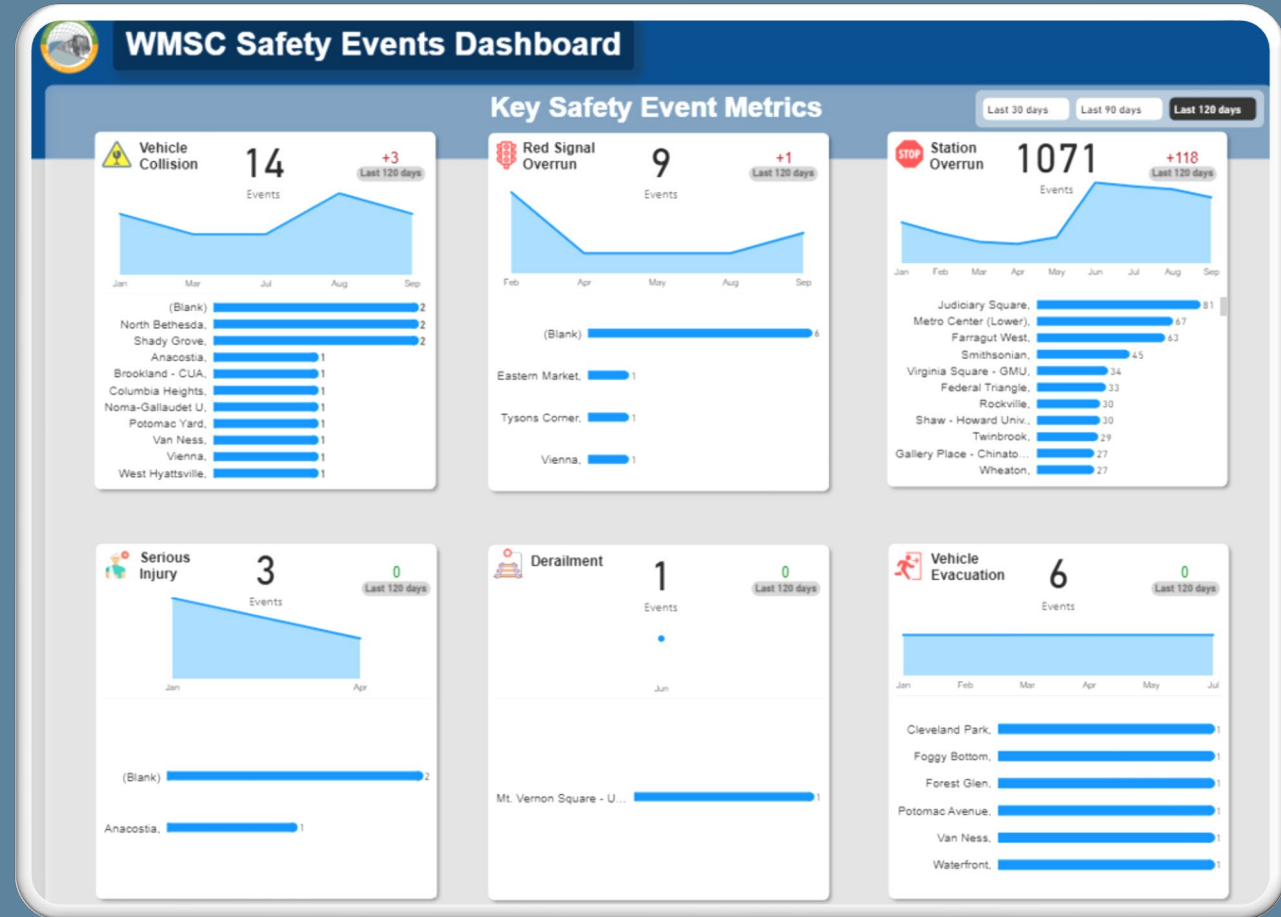 WMSC Safety Events Dashboard
Key Safety Event Metrics
Last 30 days
Last 90 days
Last 120 days
Vehicle
Collision
14
Events
+3
Last 120 days
Jan Mar Jul Aug Sep
(Blank) 2
North Bethesda, 2
Shady Grove, 2
Anacostia, 1
Brookland - CUA, 1
Columbia Heights, 1
Noma-Gallaudet U, 1
Potomac Yard, 1
Van Ness, 1
Vienna, 1
West Hyattsville, 1
Red Signal
Overrun
9
Events
+1
Last 120 days
Feb Apr May Aug Sep
(Blank) 6
Eastern Market, 1
Tysons Corner, 1
Vienna, 1
STOP
Station
Overrun
1071
Events
+118
Last 120 days
Jan Feb Mar Apr May Jun Jul Aug Sep
Judiciary Square, 81
Metro Center (Lower), 67
Farragut West, 63
Smithsonian, 45
Virginia Square - GMU, 34
Federal Triangle, 33
Rockville, 30
Shaw - Howard Univ., 30
Twinbrook, 29
Gallery Place - Chinato... 27
Wheaton, 27
Serious
Injury
3
Events
0
Last 120 days
Jan Apr
(Blank) 2
Anacostia, 1
Derailment
1
Events
0
Last 120 days
Jun
Mt. Vernon Square - U... 1
Vehicle
Evacuation
6
Events
0
Last 120 days
Jan Feb Mar Apr May Jul
Cleveland Park, 1
Foggy Bottom, 1
Forest Glen, 1
Potomac Avenue, 1
Van Ness, 1
Waterfront, 1